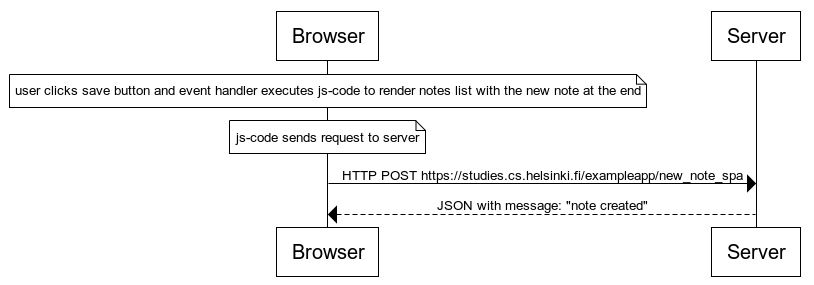 Browser
Server
user clicks save button and event handler executes js-code to render notes list with the new note at the end
js-code sends request to server
HTTP POST https://studies.cs.helsinki.fi/exampleapp/new_note_spa
JSON with message: "note created"
Browser
Server